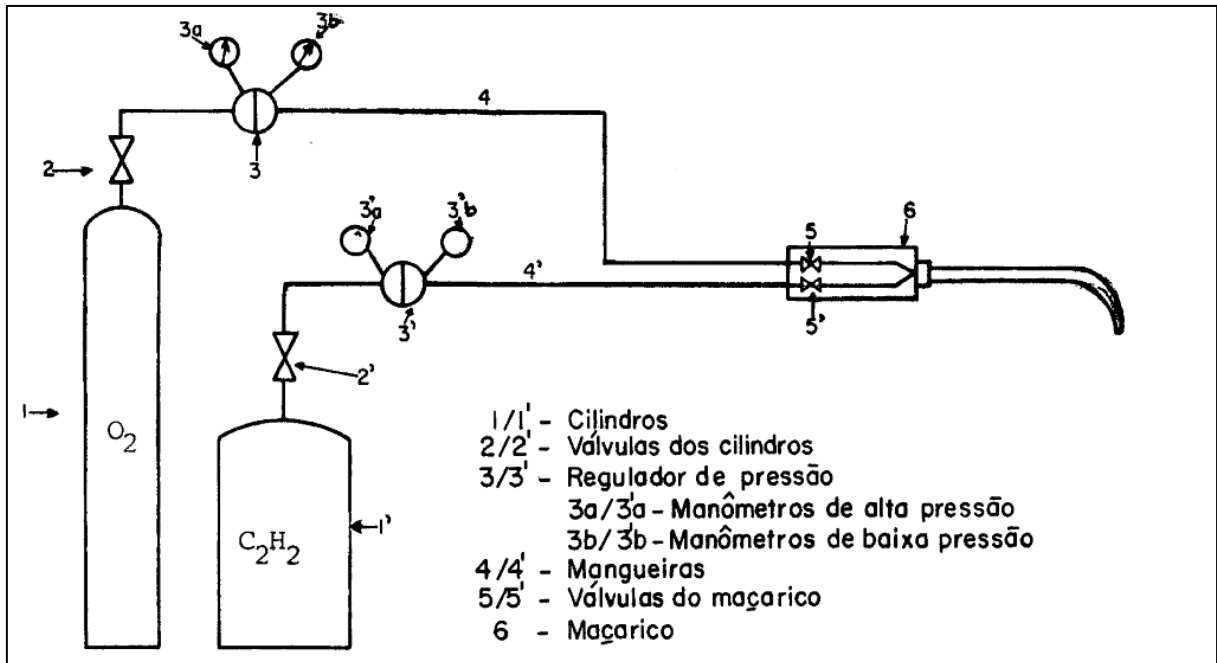 3a
3b
4
2
3
3'a
3'b
6
5
4'
3'
5'
2'
1
O2
C2H2
1'
1/1' - Cilindros
2/2' - Válvulas dos cilindros
3/3' - Regulador de pressão
3a/3'a - Manômetros de alta pressão
3b/3'b - Manômetros de baixa pressão
4/4' - Mangueiras
5/5' - Válvulas do maçarico
6 - Maçarico